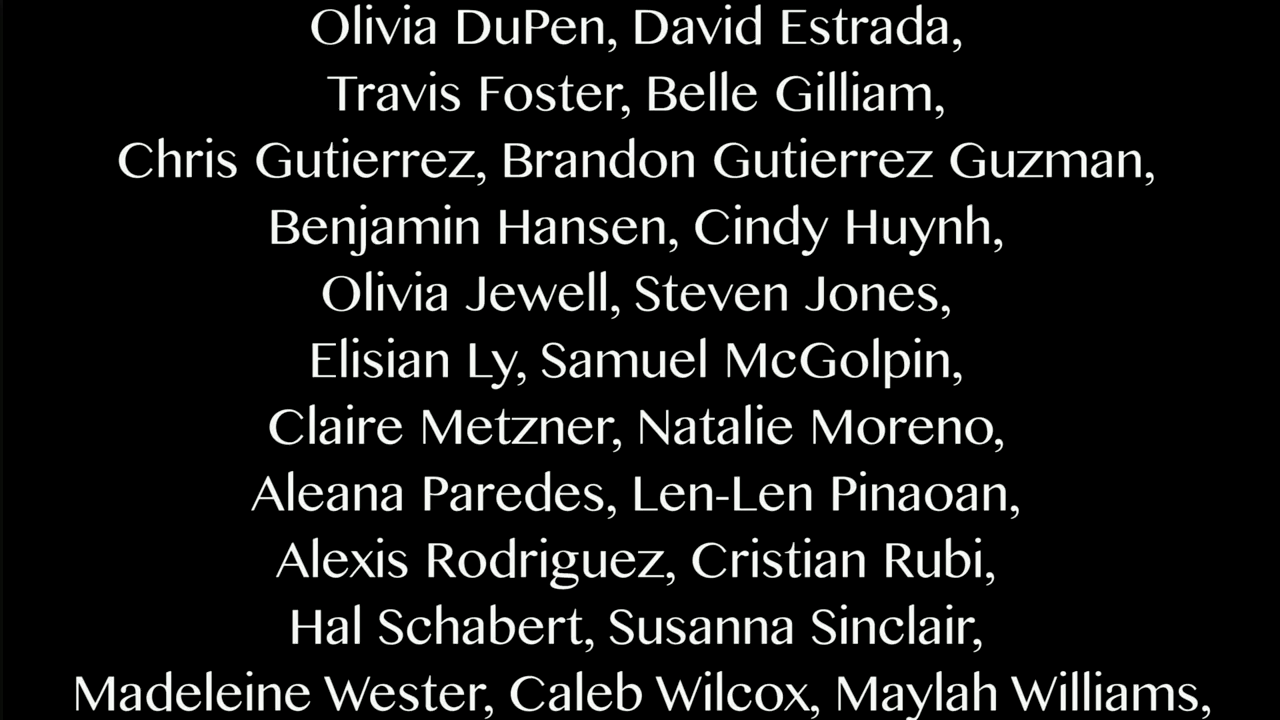 Olivia DuPen, David Estrada,
Travis Foster, Belle Gilliam,
Chris Gutierrez, Brandon Gutierrez Guzman,
Benjamin Hansen, Cindy Huynh,
Olivia Jewell, Steven Jones,
Elisian Ly, Samuel McGolpin,
Claire Metzner, Natalie Moreno,
Aleana Paredes, Len-Len Pinaoan,
Alexis Rodriguez, Cristian Rubi,
Hal Schabert, Susanna Sinclair,
Madeleine Wester, Caleb Wilcox, Maylah Williams,